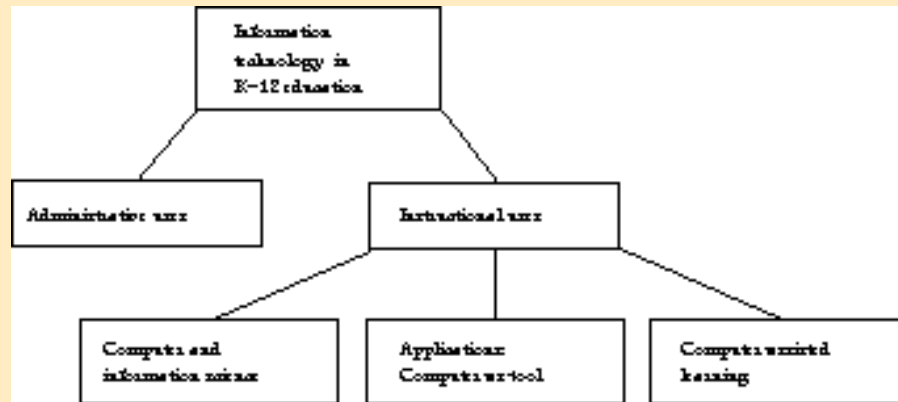 Information
technology in
K-12 education
Administrative uses
Instructional uses
Computer and
information science
Applications:
Computer as tool
Computer assisted
learning